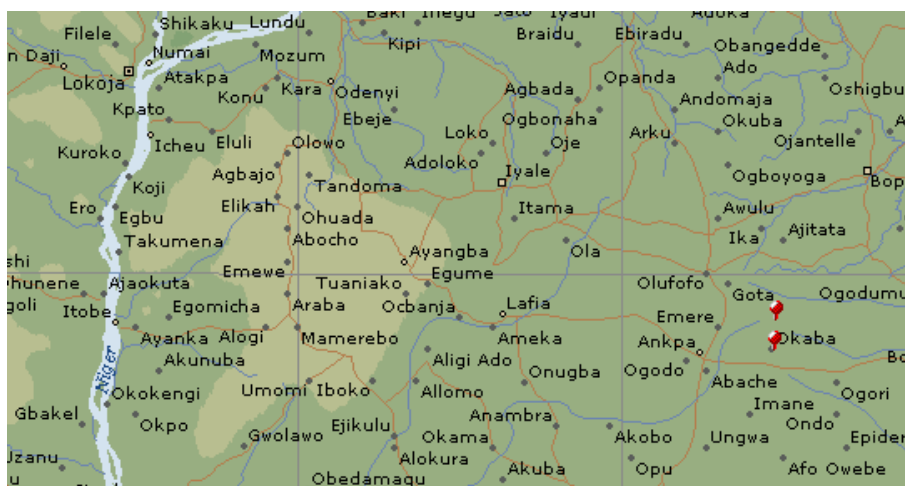 Shikaku
Lundu
Baki
Filele
Kipi
Braidu
Ebiradu
Adoka
Obangedde
Numai
Mozum
Lokoja
Atakpa
Kara
Odenyi
Agbada
Opanda
Ado
Oshigbu
Kpato
Konu
Ebeje
Ogbonaha
Andomaja
Icheu
Eluli
Olowo
Loko
Oje
Arku
Okuba
Ojantelle
Kuroko
Adoloko
Iyale
Agbajo
Tandoma
Ogboyoga
Koji
Elikah
Ero
Egbu
Ohuada
Itama
Awulu
Takumena
Abocho
Ola
Ika
Ajitata
Ayangba
Emewe
Tuaniako
Egume
Olufofo
Ajaokuta
Gota
Itobe
Egomicha
Araba
Ocbanja
Lafia
Emere
Ayanka
Alogi
Mamerebo
Ameka
Ankpa
Okaba
Akunuba
Aligi Ado
Onugba
Ogodo
Niger
Okokengi
Umomi
Iboko
Allomo
Abache
Ogori
Gbakel
Okpo
Ejikulu
Anambra
Imane
Ondo
Gwolawo
Okama
Akobo
Ungwa
Alokura
Obedamagu
Akuba
Opu
Afo Owebe